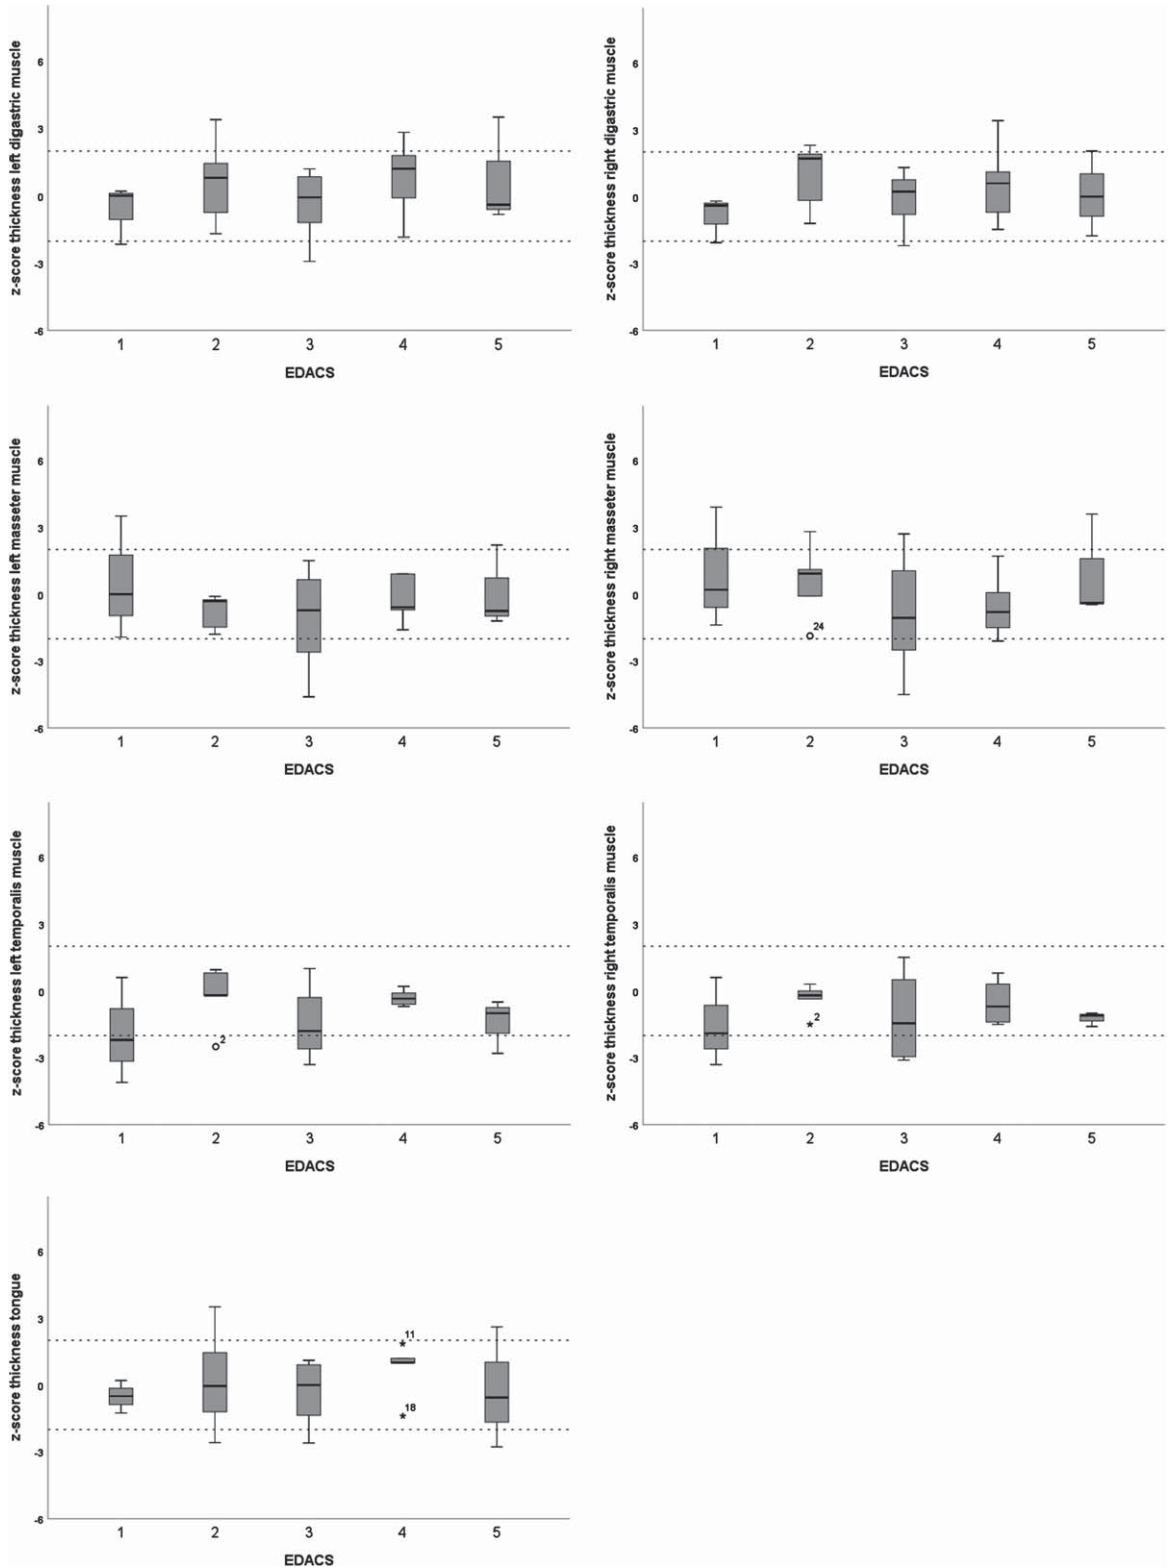 z-score thickness left digastric muscle
6
3
0
-3
-6
1 2 3 4 5
EDACS
z-score thickness right digastric muscle
6
3
0
-3
-6
1 2 3 4 5
EDACS
z-score thickness left masseter muscle
6
3
0
-3
-6
1 2 3 4 5
EDACS
z-score thickness right masseter muscle
6
3
0
-3
-6
24
1 2 3 4 5
EDACS
z-score thickness left temporalis muscle
6
3
0
-3
-6
2
1 2 3 4 5
EDACS
z-score thickness right temporalis muscle
6
3
0
-3
-6
2
1 2 3 4 5
EDACS
z-score thickness tongue
6
3
0
-3
-6
11
18
1 2 3 4 5
EDACS